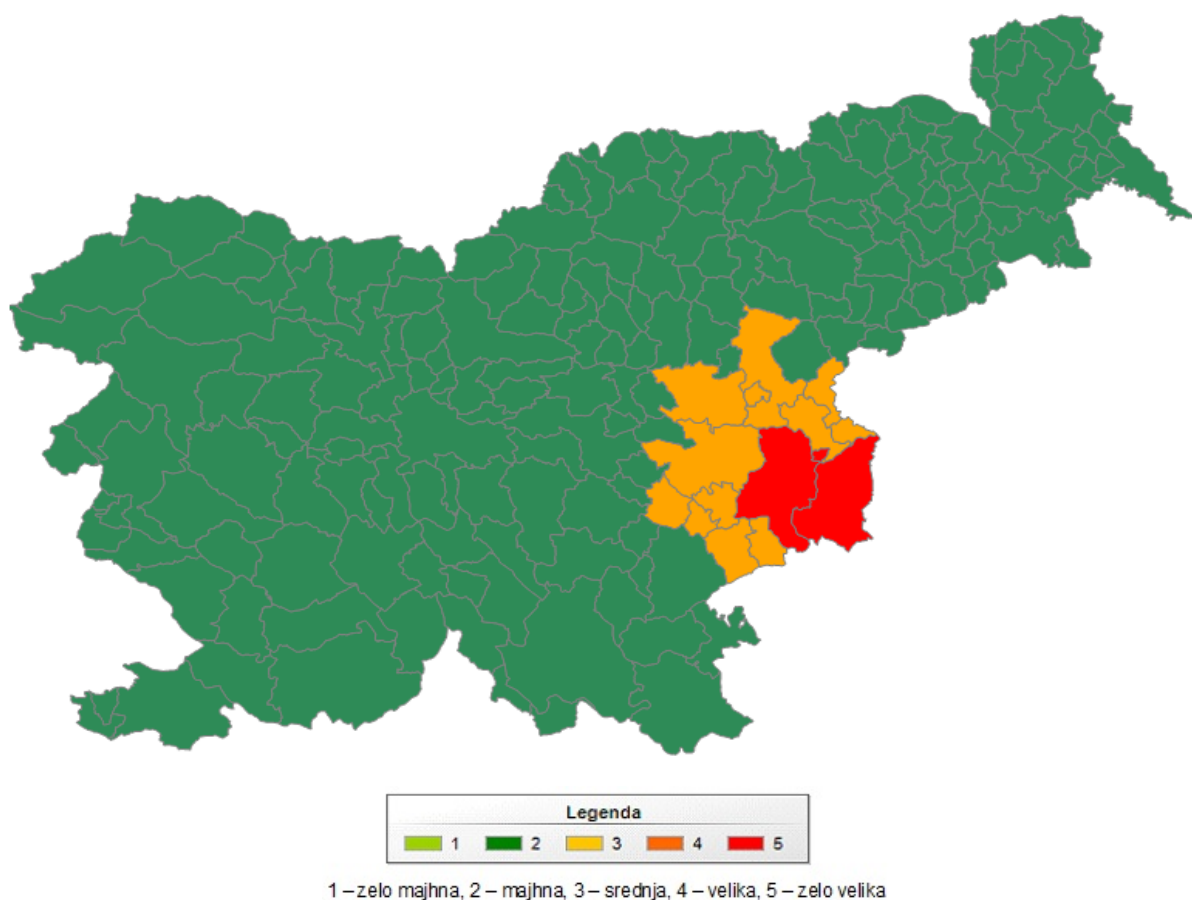 Legenda
1 2 3 4 5
1 – zelo majhna, 2 – majhna, 3 – srednja, 4 – velika, 5 – zelo velika